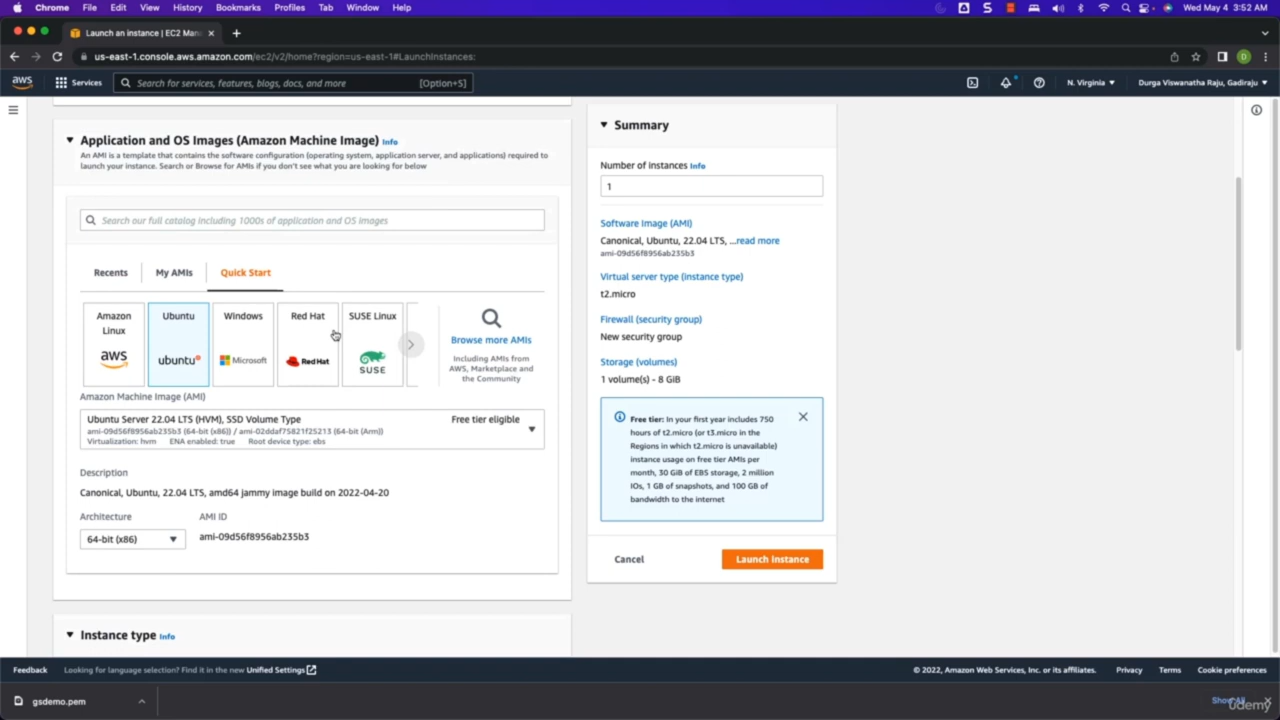 Chrome File Edit View History Bookmarks Profiles Tab Window Help
Wed May 4 3:52 AM
Launch an instance | EC2 Man
us-east-1.console.aws.amazon.com/ec2/v2/home?region=us-east-1#LaunchInstances:
D
aws Services Search for services, features, blogs, docs, and more [Option+S]
N. Virginia
Durga Viswanatha Raju, Gadiraju
Application and OS Images (Amazon Machine Image) Info
An AMI is a template that contains the software configuration (operating system, application server, and applications) required to
launch your instance. Search or Browse for AMIs if you don't see what you are looking for below
Search our full catalog including 1000s of application and OS images
Recents My AMIs Quick Start
Amazon
Linux
aws
Ubuntu
ubuntu
Windows
Microsoft
Red Hat
Red Hat
SUSE Linux
SUSE
Browse more AMIs
Including AMIs from
AWS, Marketplace and
the Community
Amazon Machine Image (AMI)
Ubuntu Server 22.04 LTS (HVM), SSD Volume Type
Free tier eligible
ami-09d56f8956ab235b3 (64-bit (x86)) / ami-02ddaf75821f25213 (64-bit (Arm))
Virtualization: hvm ENA enabled: true Root device type: ebs
Description
Canonical, Ubuntu, 22.04 LTS, amd64 jammy image build on 2022-04-20
Architecture
AMI ID
64-bit (x86)
ami-09d56f8956ab235b3
Instance type Info
Summary
Number of instances Info
1
Software Image (AMI)
Canonical, Ubuntu, 22.04 LTS, ...read more
ami-09d56f8956ab235b3
Virtual server type (instance type)
t2.micro
Firewall (security group)
New security group
Storage (volumes)
1 volume(s) - 8 GiB
Free tier: In your first year includes 750
hours of t2.micro (or t3.micro in the
Regions in which t2.micro is unavailable)
instance usage on free tier AMIs per
month, 30 GiB of EBS storage, 2 million
IOs, 1 GB of snapshots, and 100 GB of
bandwidth to the internet
Cancel
Launch instance
Feedback
Looking for language selection? Find it in the new Unified Settings
© 2022, Amazon Web Services, Inc. or its affiliates.
Privacy Terms Cookie preferences
gsdemo.pem
Show All
udemy